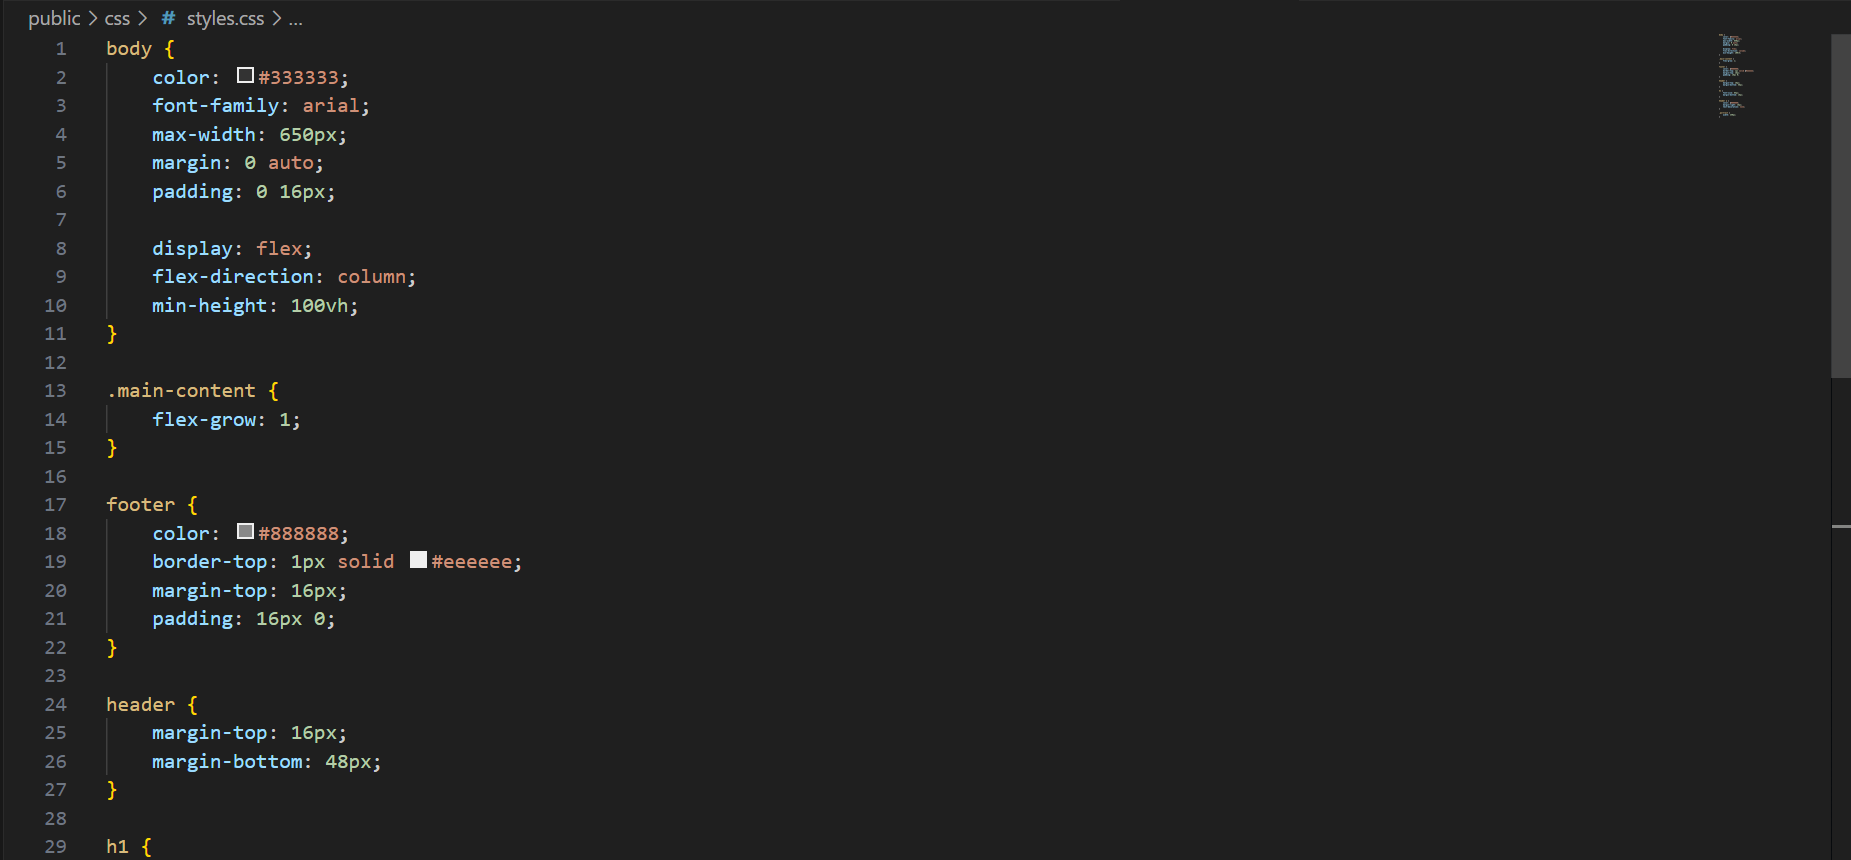 public > css > # styles.css > ...
1 body {
2     color: #333333;
3     font-family: arial;
4     max-width: 650px;
5     margin: 0 auto;
6     padding: 0 16px;
7
8     display: flex;
9     flex-direction: column;
10     min-height: 100vh;
11 }
12
13 .main-content {
14     flex-grow: 1;
15 }
16
17 footer {
18     color: #888888;
19     border-top: 1px solid #eeeeee;
20     margin-top: 16px;
21     padding: 16px 0;
22 }
23
24 header {
25     margin-top: 16px;
26     margin-bottom: 48px;
27 }
28
29 h1 {